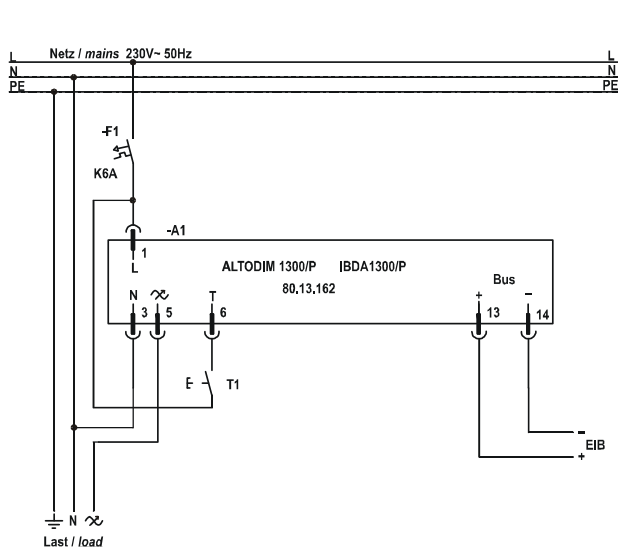 Netz / mains 230V~ 50Hz
L L
N N
PE PE
-F1
K6A
-A1
1
L
ALTODIM 1300/P IBDA1300/P
80.13.162
Bus
N T + -
3 5 6 13 14
E T1
-
EIB
+
N
Last / load